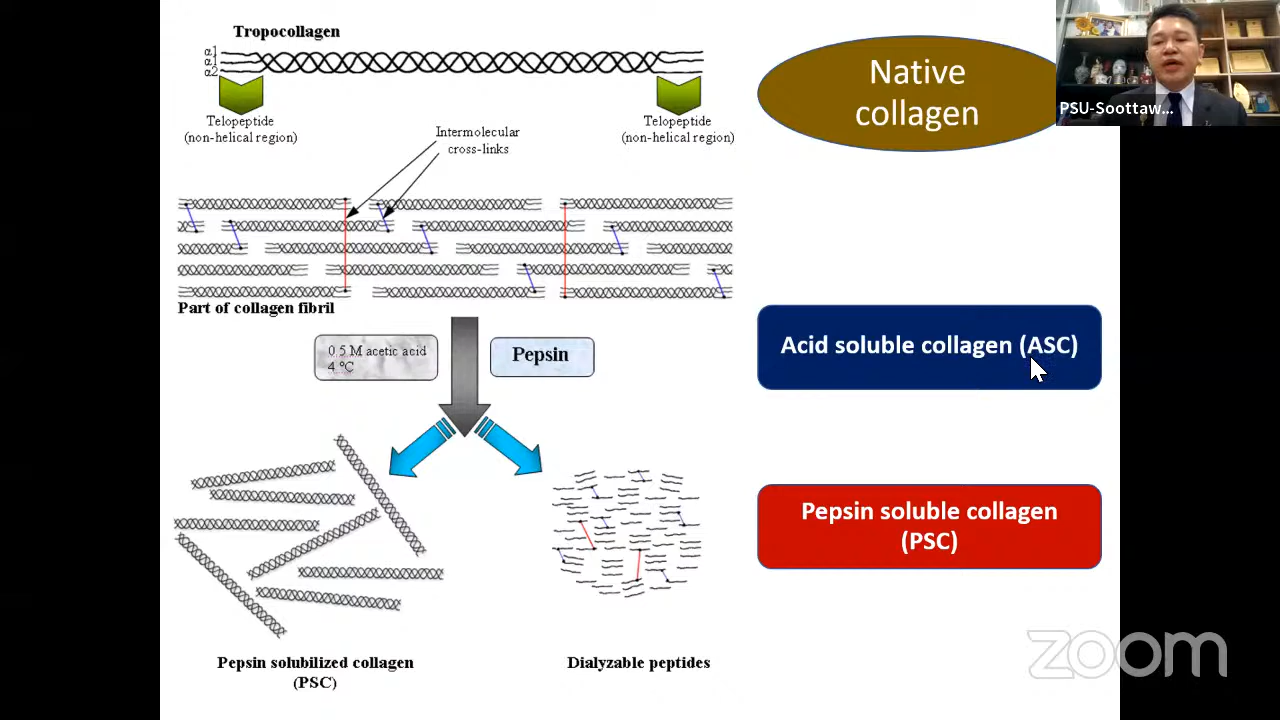 Tropocollagen
α1
α1
α2
Telopeptide
(non-helical region)
Telopeptide
(non-helical region)
Intermolecular
cross-links
Native
collagen
PSU-Soottaw...
Part of collagen fibril
0.5 M acetic acid
4 °C
Pepsin
Acid soluble collagen (ASC)
Pepsin soluble collagen
(PSC)
Pepsin solubilized collagen
(PSC)
Dialyzable peptides
zoom